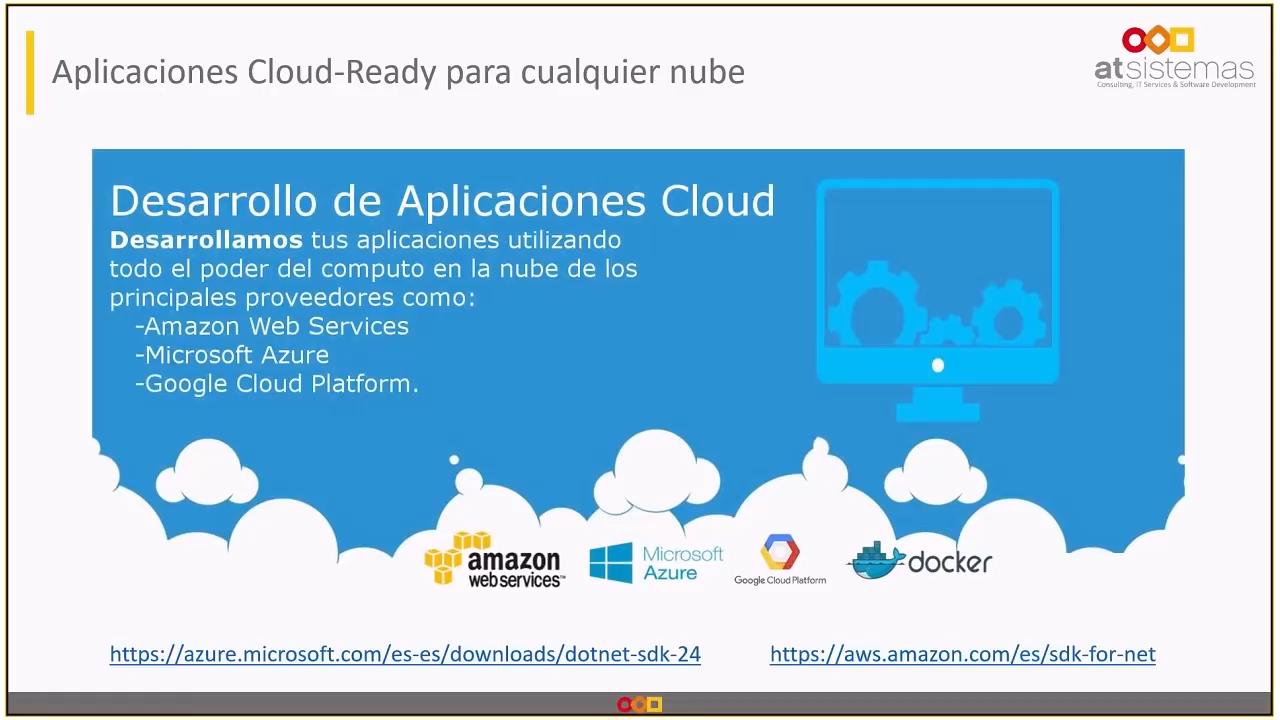 Aplicaciones Cloud-Ready para cualquier nube
atsistemas
Consulting, IT Services & Software Development
Desarrollo de Aplicaciones Cloud
Desarrollamos tus aplicaciones utilizando
todo el poder del computo en la nube de los
principales proveedores como:
-Amazon Web Services
-Microsoft Azure
-Google Cloud Platform.
amazon
web services™
Microsoft
Azure
Google Cloud Platform
docker
https://azure.microsoft.com/es-es/downloads/dotnet-sdk-24
https://aws.amazon.com/es/sdk-for-net